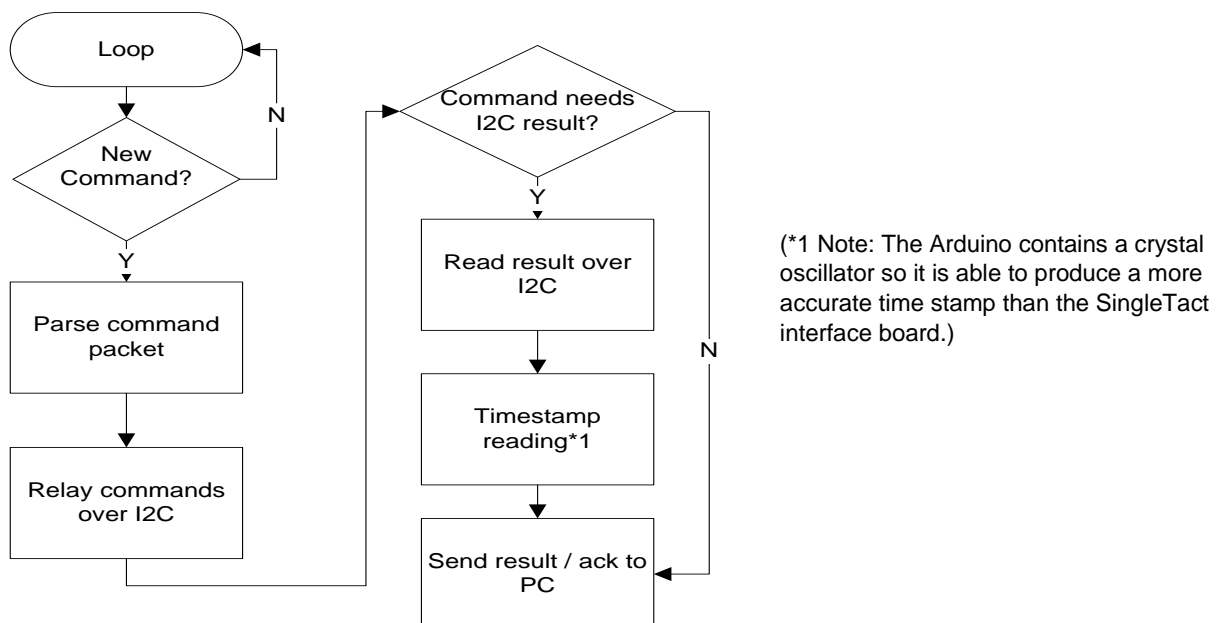 Loop
N
New
Command?
Y
Parse command
packet
Relay commands
over I2C
Command needs
I2C result?
Y
N
Read result over
I2C
Timestamp
reading*1
Send result / ack to
PC
(*1 Note: The Arduino contains a crystal
oscillator so it is able to produce a more
accurate time stamp than the SingleTact
interface board.)